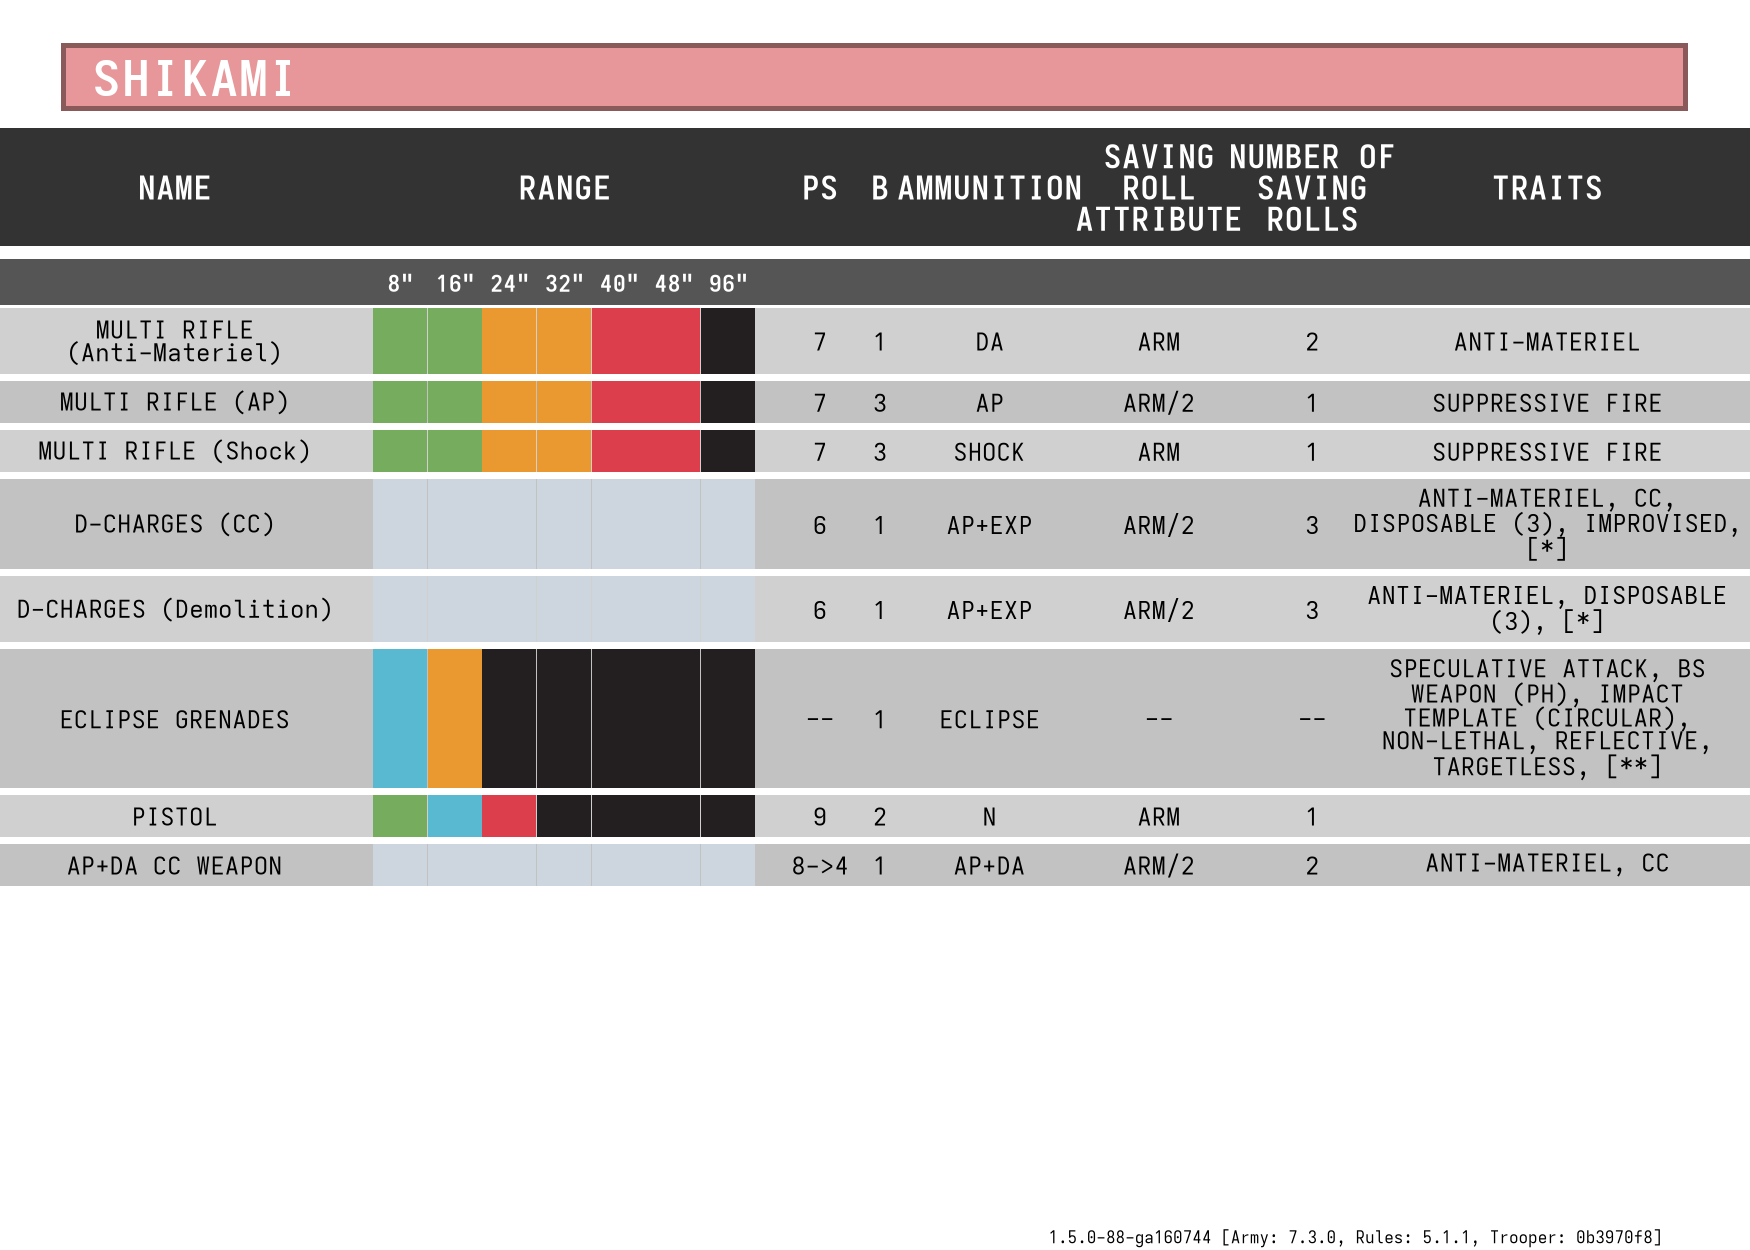 SHIKAMI
NAME RANGE PS B AMMUNITION SAVING ROLL ATTRIBUTE NUMBER OF SAVING ROLLS TRAITS
8" 16" 24" 32" 40" 48" 96"
MULTI RIFLE
(Anti-Materiel)
7 1 DA ARM 2 ANTI-MATERIEL
MULTI RIFLE (AP) 7 3 AP ARM/2 1 SUPPRESSIVE FIRE
MULTI RIFLE (Shock) 7 3 SHOCK ARM 1 SUPPRESSIVE FIRE
D-CHARGES (CC) 6 1 AP+EXP ARM/2 3 ANTI-MATERIEL, CC,
DISPOSABLE (3), IMPROVISED,
[*]
D-CHARGES (Demolition) 6 1 AP+EXP ARM/2 3 ANTI-MATERIEL, DISPOSABLE
(3), [*]
ECLIPSE GRENADES -- 1 ECLIPSE -- -- SPECULATIVE ATTACK, BS
WEAPON (PH), IMPACT
TEMPLATE (CIRCULAR),
NON-LETHAL, REFLECTIVE,
TARGETLESS, [**]
PISTOL 9 2 N ARM 1
AP+DA CC WEAPON 8->4 1 AP+DA ARM/2 2 ANTI-MATERIEL, CC
1.5.0-88-ga160744 [Army: 7.3.0, Rules: 5.1.1, Trooper: 0b3970f8]